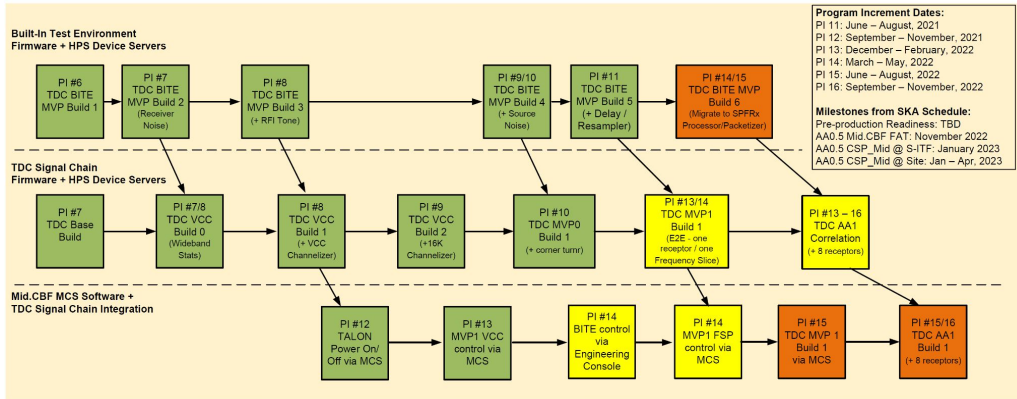 Built-In Test Environment
Firmware + HPS Device Servers
PI #6
TDC BITE
MVP Build 1
PI #7
TDC BITE
MVP Build 2
(Receiver
Noise)
PI #8
TDC BITE
MVP Build 3
(+ RFI Tone)
PI #9/10
TDC BITE
MVP Build 4
(+ Source
Noise)
PI #11
TDC BITE
MVP Build 5
(+ Delay /
Resampler)
PI #14/15
TDC BITE MVP
Build 6
(Migrate to SPFRx
Processor/Packetizer)
Program Increment Dates:
PI 11: June – August, 2021
PI 12: September – November, 2021
PI 13: December – February, 2022
PI 14: March – May, 2022
PI 15: June – August, 2022
PI 16: September – November, 2022
Milestones from SKA Schedule:
Pre-production Readiness: TBD
AA0.5 Mid.CBF FAT: November 2022
AA0.5 CSP_Mid @ S-ITF: January 2023
AA0.5 CSP_Mid @ Site: Jan – Apr, 2023
TDC Signal Chain
Firmware + HPS Device Servers
PI #7
TDC Base
Build
PI #7/8
TDC VCC
Build 0
(Wideband
Stats)
PI #8
TDC VCC
Build 1
(+ VCC
Channelizer)
PI #9
TDC VCC
Build 2
(+16K
Channelizer)
PI #10
TDC MVP0
Build 1
(+ corner turnr)
PI #13/14
TDC MVP1
Build 1
(E2E - one
receptor / one
Frequency Slice)
PI #13 – 16
TDC AA1
Correlation
(+ 8 receptors)
Mid.CBF MCS Software +
TDC Signal Chain Integration
PI #12
TALON
Power On/
Off via MCS
PI #13
MVP1 VCC
control via
MCS
PI #14
BITE control
via
Engineering
Console
PI #14
MVP1 FSP
control via
MCS
PI #15
TDC MVP 1
Build 1
via MCS
PI #15/16
TDC AA1
Build 1
(+ 8 receptors)